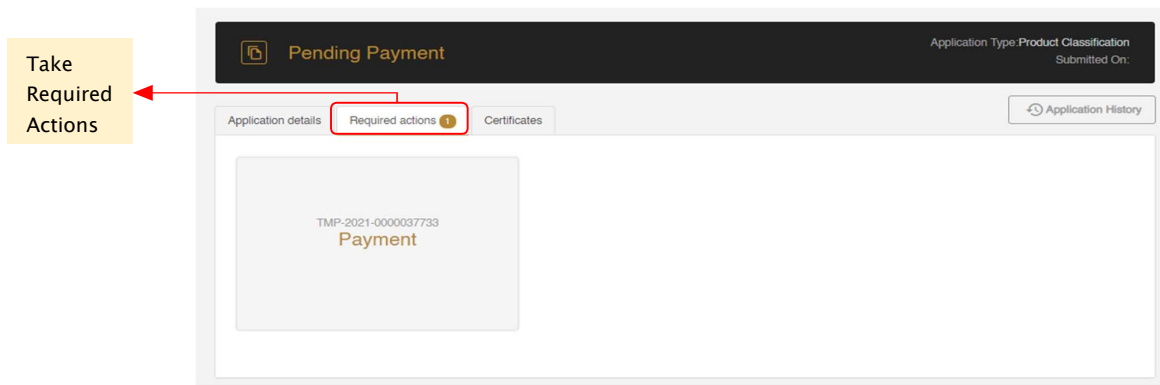 Take
Required
Actions
Pending Payment
Application Type:Product Classification
Submitted On:
Application details
Required actions 1
Certificates
Application History
TMP-2021-0000037733
Payment